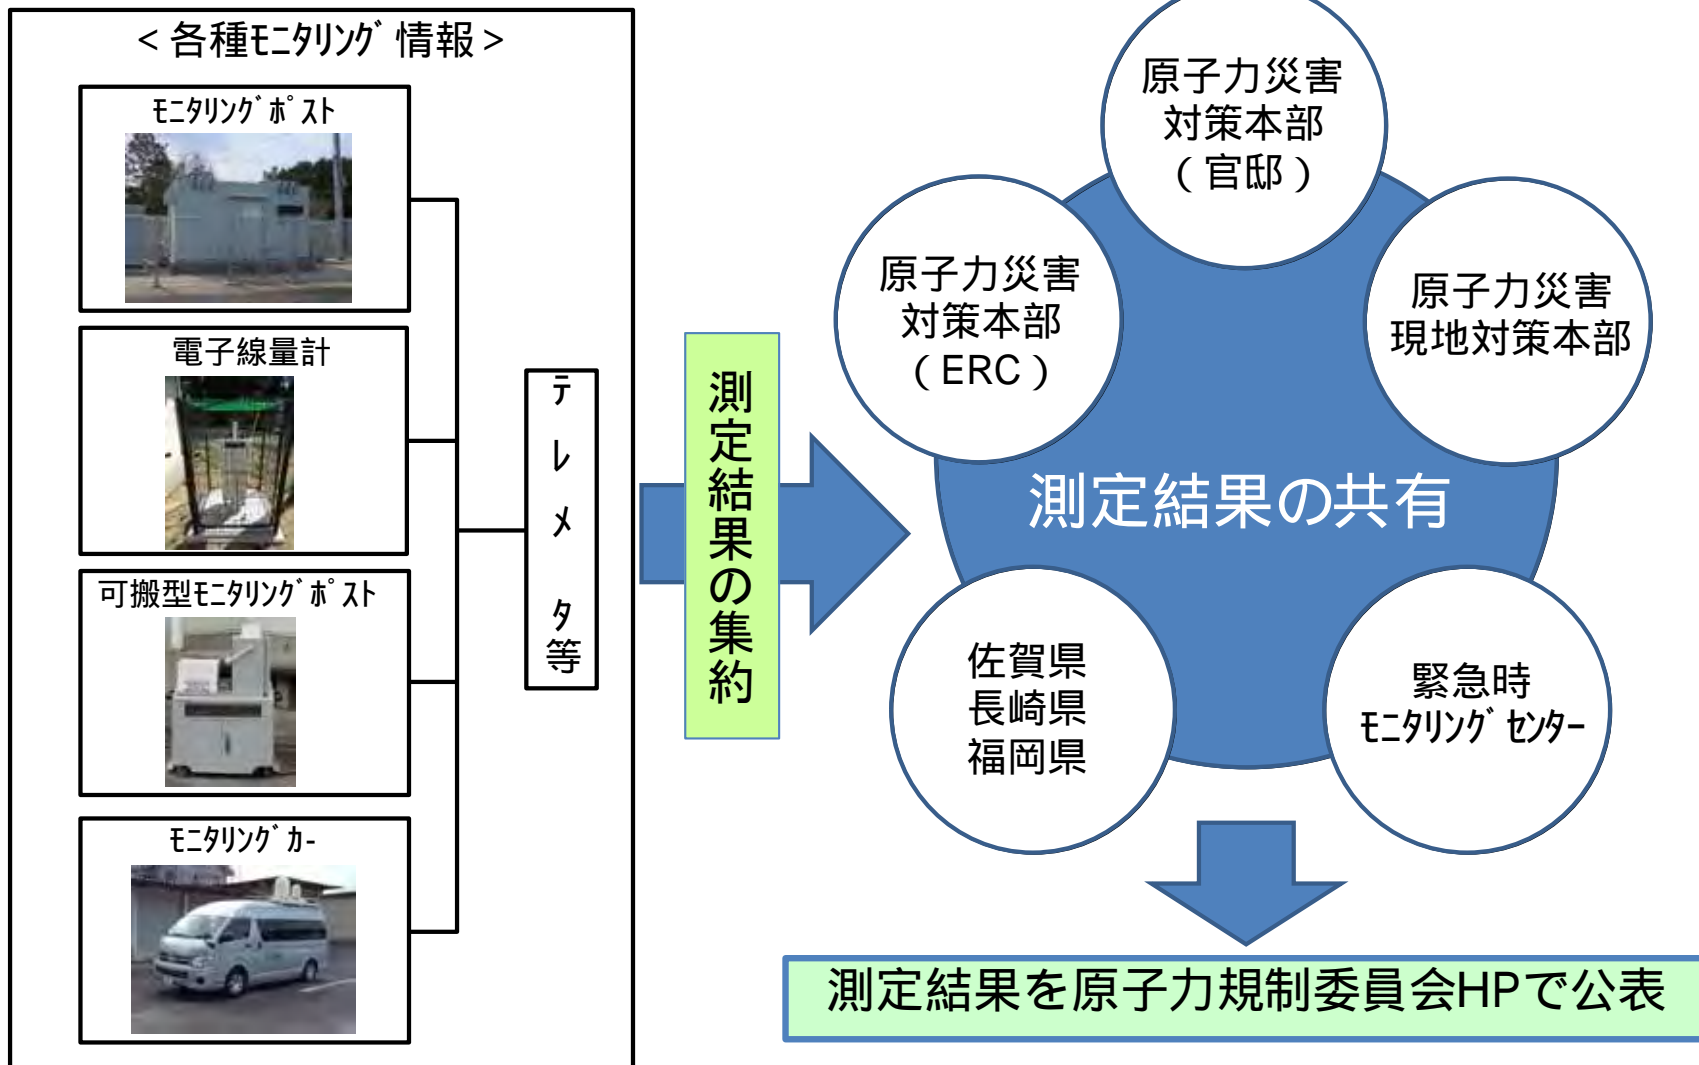 ＜各種ﾓﾆﾀﾘﾝｸﾞ情報＞
ﾓﾆﾀﾘﾝｸﾞﾎﾟｽﾄ
電子線量計
可搬型ﾓﾆﾀﾘﾝｸﾞﾎﾟｽﾄ
ﾓﾆﾀﾘﾝｸﾞｶｰ
ﾃﾚﾒﾀ等
測定結果の集約
原子力災害
対策本部
（官邸）
原子力災害
対策本部
（ERC）
原子力災害
現地対策本部
測定結果の共有
佐賀県
長崎県
福岡県
緊急時
ﾓﾆﾀﾘﾝｸﾞｾﾝﾀｰ
測定結果を原子力規制委員会HPで公表